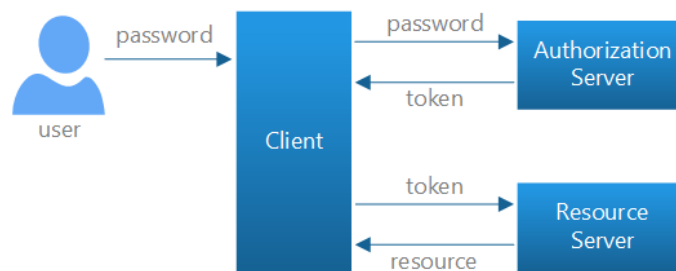 password
user
Client
password
token
Authorization
Server
token
resource
Resource
Server